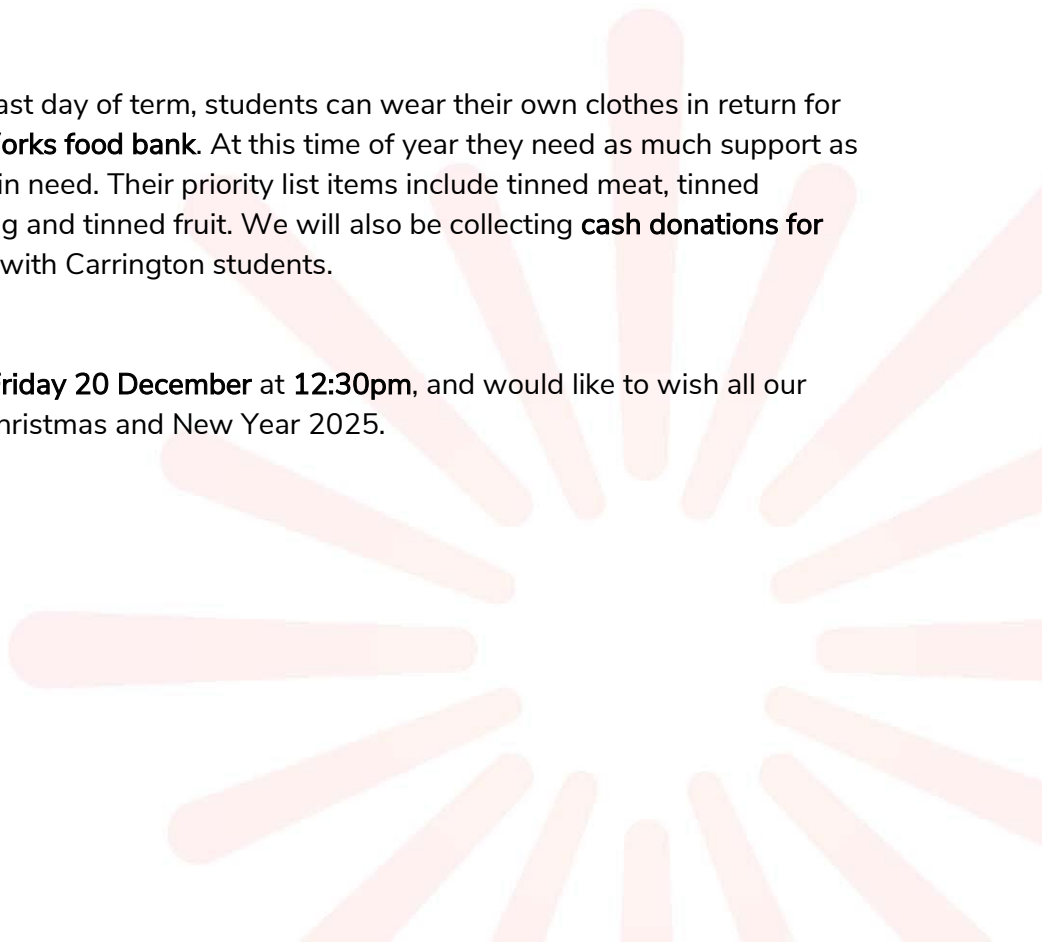 ast day of term, students can wear their own clothes in return for
orks food bank. At this time of year they need as much support as
in need. Their priority list items include tinned meat, tinned
g and tinned fruit. We will also be collecting cash donations for
with Carrington students.
riday 20 December at 12:30pm, and would like to wish all our
hristmas and New Year 2025.